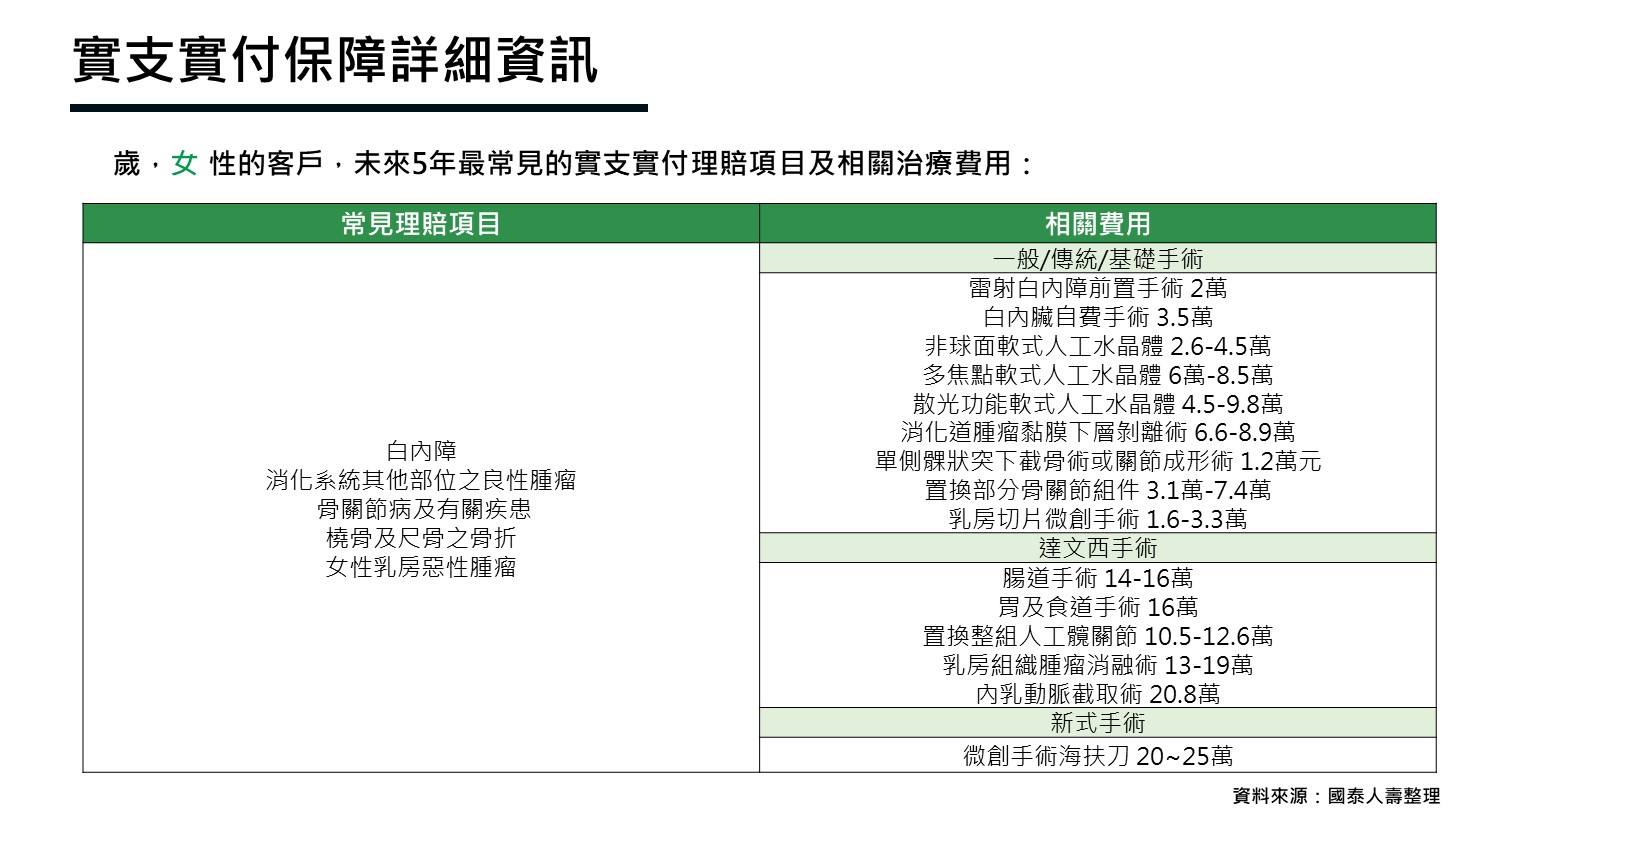 實支實付保障詳細資訊
歲，女 性的客戶，未來5年最常見的實支實付理賠項目及相關治療費用：
常見理賠項目
相關費用
白內障
消化系統其他部位之良性腫瘤
骨關節病及有關疾患
橈骨及尺骨之骨折
女性乳房惡性腫瘤
一般/傳統/基礎手術
雷射白內障前置手術 2萬
白內臟自費手術 3.5萬
非球面軟式人工水晶體 2.6-4.5萬
多焦點軟式人工水晶體 6萬-8.5萬
散光功能軟式人工水晶體 4.5-9.8萬
消化道腫瘤黏膜下層剝離術 6.6-8.9萬
單側髁狀突下截骨術或關節成形術 1.2萬元
置換部分骨關節組件 3.1萬-7.4萬
乳房切片微創手術 1.6-3.3萬
達文西手術
腸道手術 14-16萬
胃及食道手術 16萬
置換整組人工髖關節 10.5-12.6萬
乳房組織腫瘤消融術 13-19萬
內乳動脈截取術 20.8萬
新式手術
微創手術海扶刀 20~25萬
資料來源：國泰人壽整理